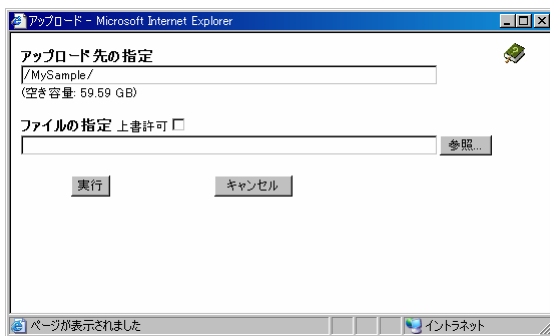 アップロード - Microsoft Internet Explorer
アップロード先の指定
/MySample/
(空き容量: 59.59 GB)
ファイルの指定 上書許可
参照...
実行 キャンセル
ページが表示されました イントラネット